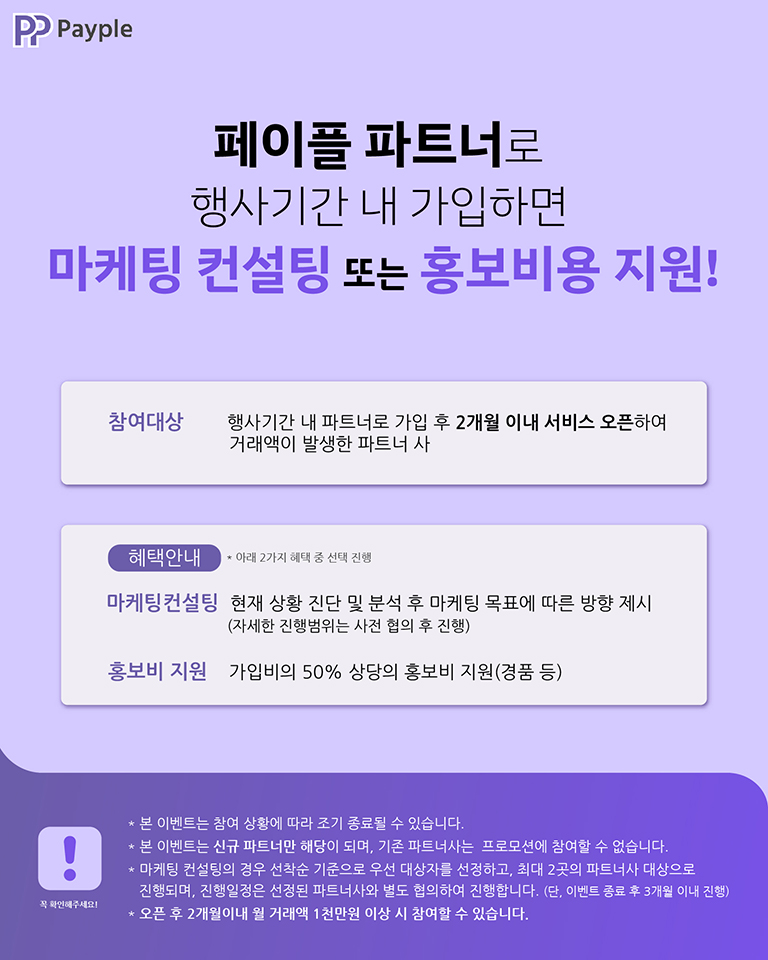 PP Payple
페이플 파트너로
행사기간 내 가입하면
마케팅 컨설팅 또는 홍보비용 지원!
참여대상 행사기간 내 파트너로 가입 후 2개월 이내 서비스 오픈하여
거래액이 발생한 파트너 사
혜택안내 * 아래 2가지 혜택 중 선택 진행
마케팅컨설팅 현재 상황 진단 및 분석 후 마케팅 목표에 따른 방향 제시
(자세한 진행범위는 사전 협의 후 진행)
홍보비 지원 가입비의 50% 상당의 홍보비 지원(경품 등)
!
꼭 확인해주세요!
* 본 이벤트는 참여 상황에 따라 조기 종료될 수 있습니다.
* 본 이벤트는 신규 파트너만 해당이 되며, 기존 파트너사는 프로모션에 참여할 수 없습니다.
* 마케팅 컨설팅의 경우 선착순 기준으로 우선 대상자를 선정하고, 최대 2곳의 파트너사 대상으로
진행되며, 진행일정은 선정된 파트너사와 별도 협의하여 진행합니다. (단, 이벤트 종료 후 3개월 이내 진행)
* 오픈 후 2개월이내 월 거래액 1천만원 이상 시 참여할 수 있습니다.